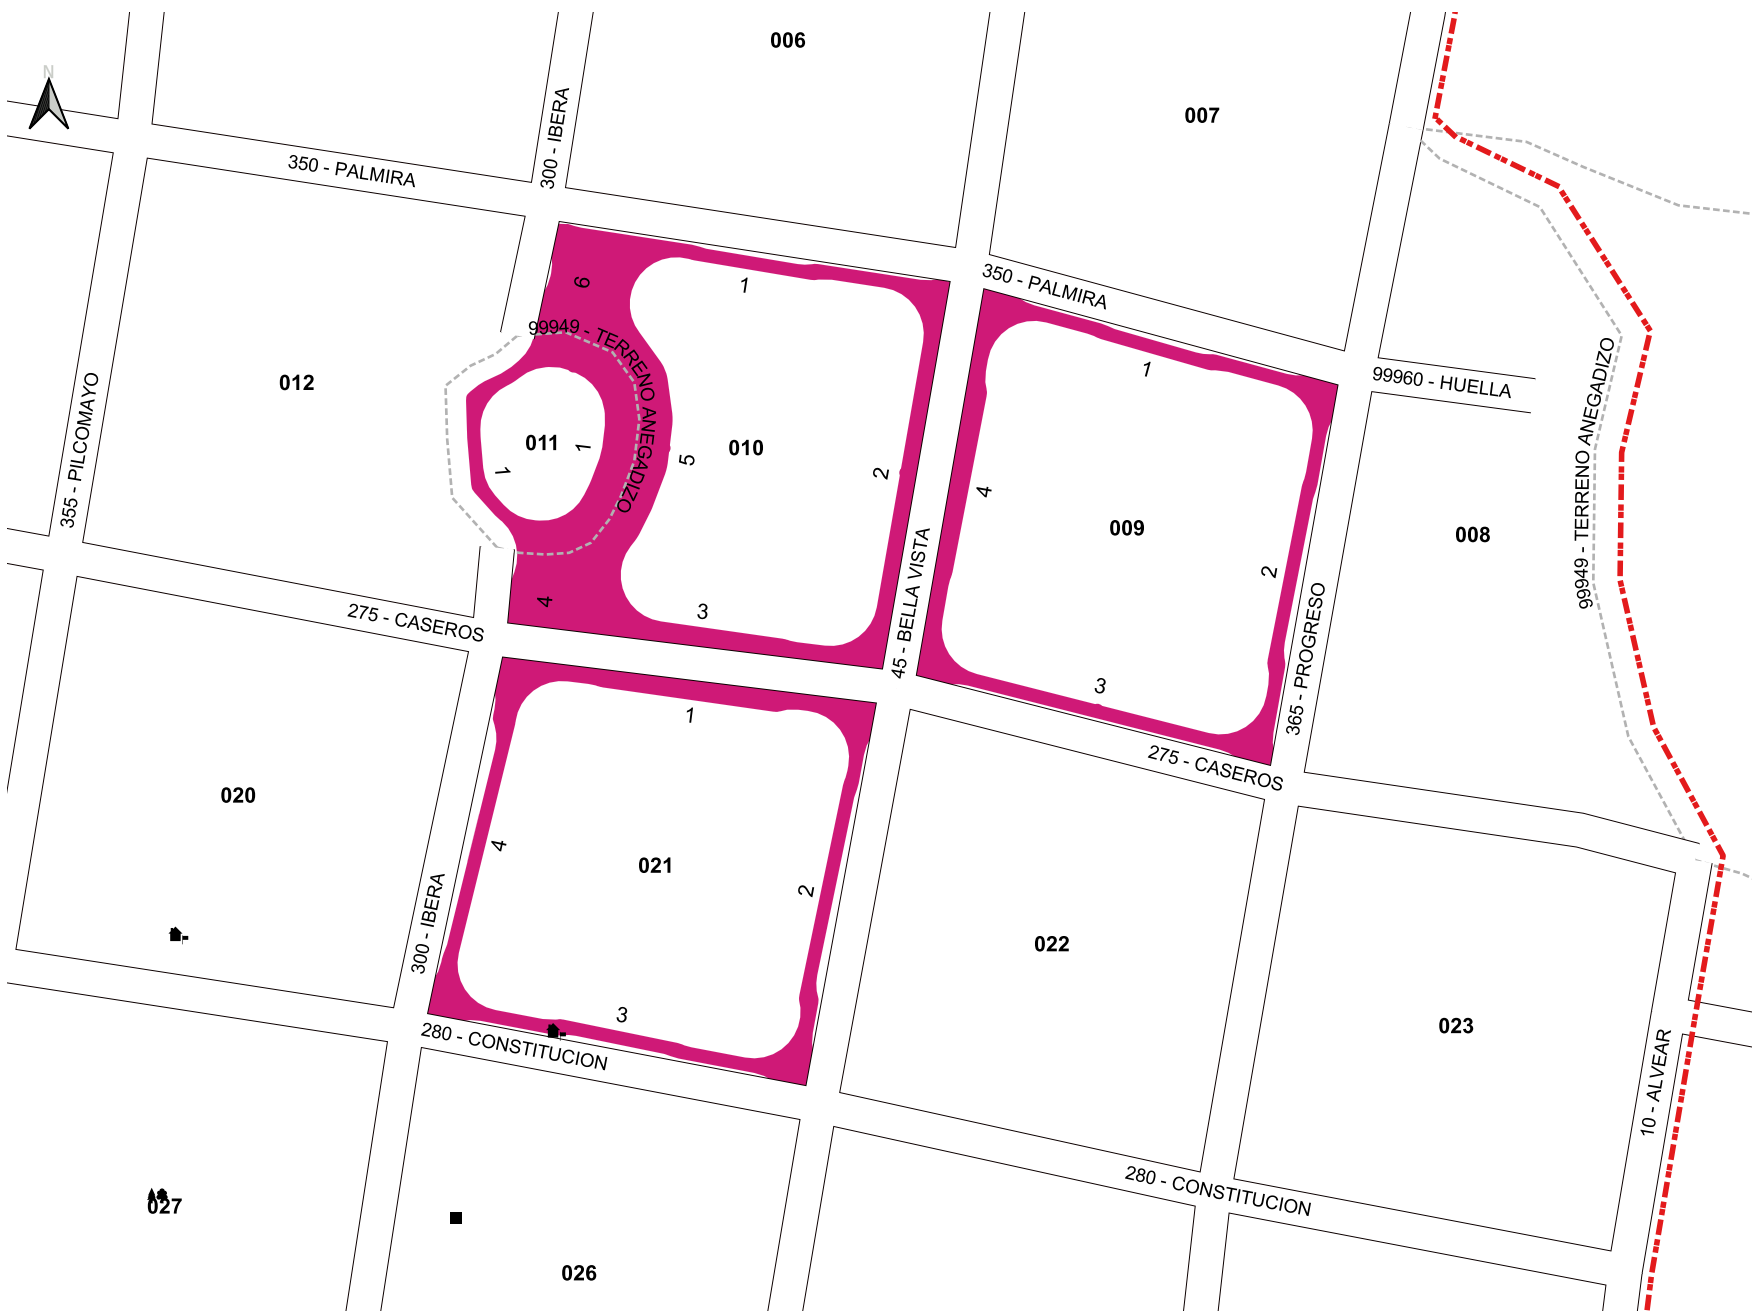 N
006
007
300 - IBERA
350 - PALMIRA
350 - PALMIRA
6
1
99949 - TERRENO ANEGADIZO
1
99960 - HUELLA
99949 - TERRENO ANEGADIZO
012
355 - PILCOMAYO
011
1
1
010
5
2
4
009
2
008
45 - BELLA VISTA
4
3
275 - CASEROS
365 - PROGRESO
3
1
275 - CASEROS
020
4
021
2
300 - IBERA
022
3
280 - CONSTITUCION
023
10 - ALVEAR
280 - CONSTITUCION
027
026